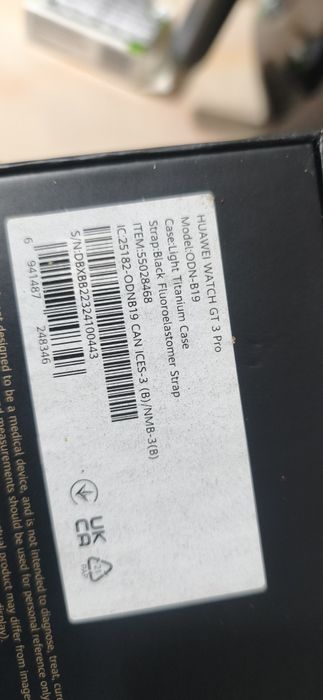 HUAWEI WATCH GT 3 Pro
Model:ODN-B19
Case:Light Titanium Case
Strap:Black Fluoroelastomer Strap
ITEM:55028468
IC:25182-ODNB19 CAN ICES-3 (B)/NMB-3(B)
S/N:DBXBB22324100443
6 941487 248346
UK
CA
designed to be a medical device, and is not intended to diagnose, treat, cure
measurements should be used for personal reference only
product may differ from image
display).